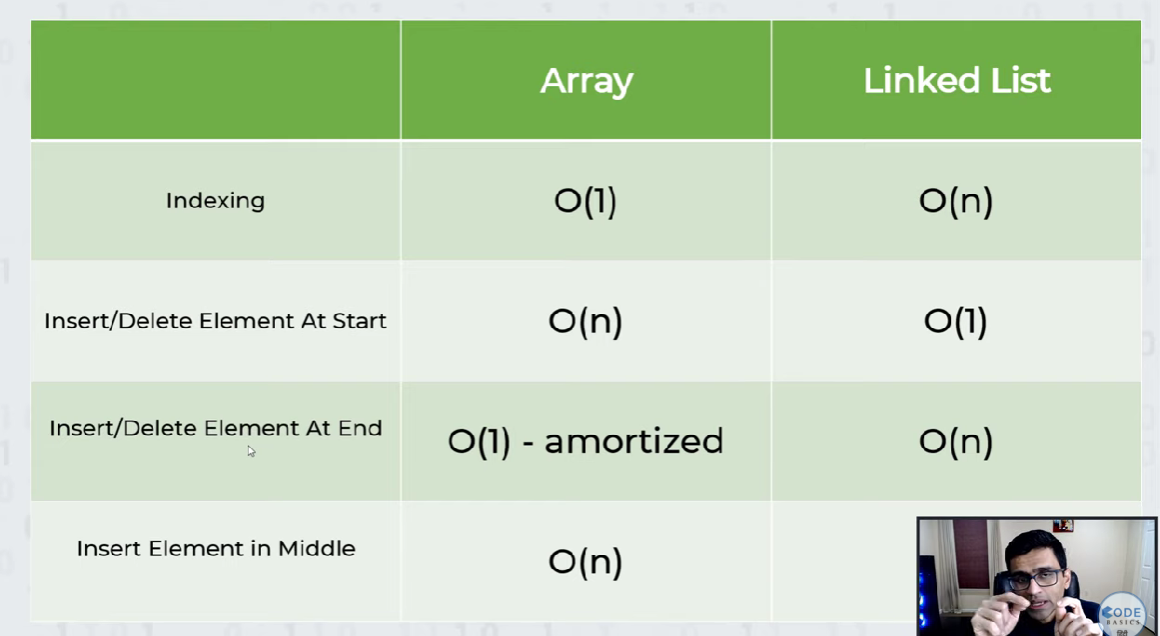 Array
Linked List
Indexing
O(1)
O(n)
Insert/Delete Element At Start
O(n)
O(1)
Insert/Delete Element At End
O(1) - amortized
O(n)
Insert Element in Middle
O(n)
CODE
BASICS